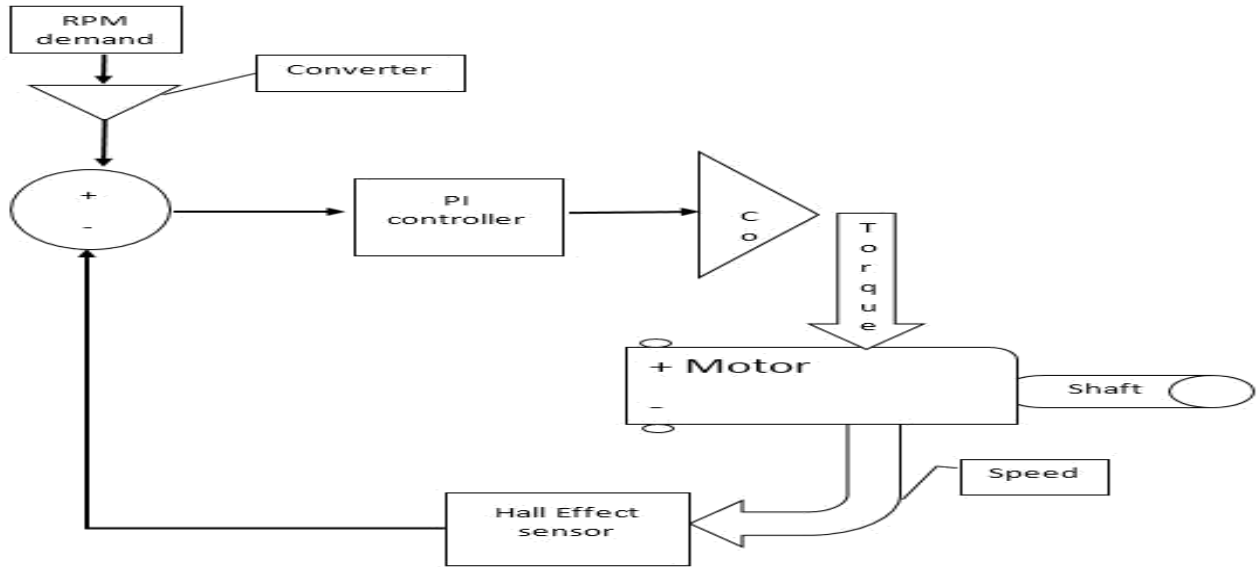 RPM
demand
Converter
+
-
PI
controller
C
o
T
o
r
q
u
e
+ Motor
-
Shaft
Speed
Hall Effect
sensor